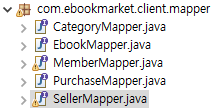 com.ebookmarket.client.mapper
CategoryMapper.java
EbookMapper.java
MemberMapper.java
PurchaseMapper.java
SellerMapper.java